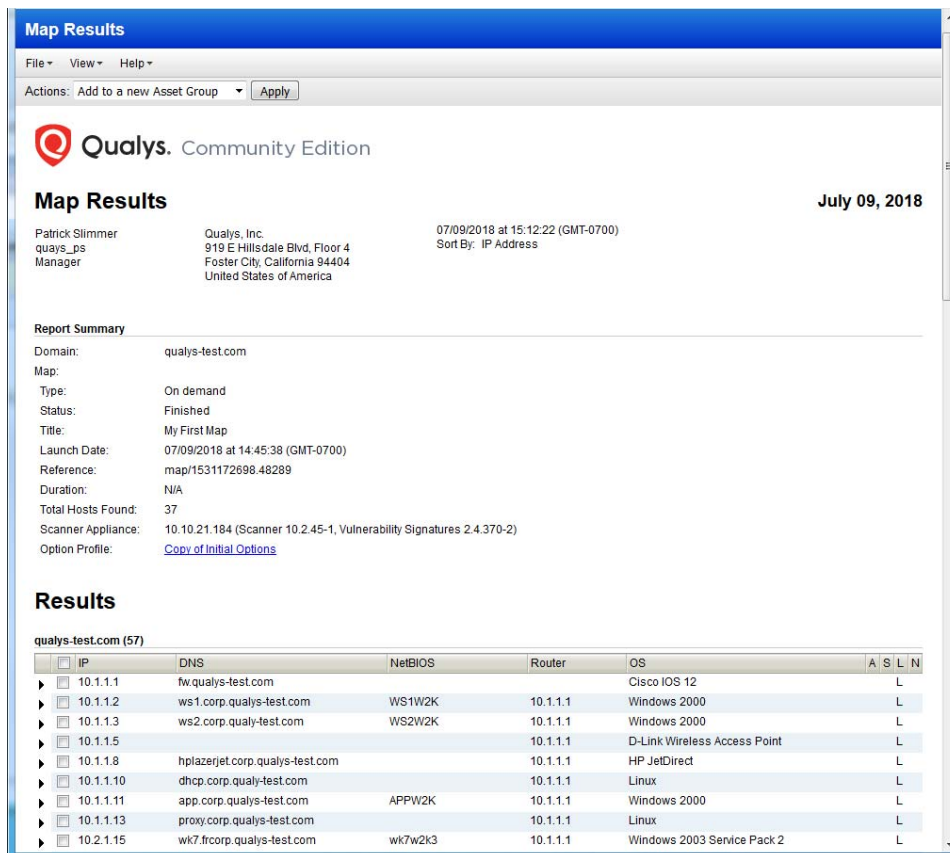 Map Results
File View Help
Actions: Add to a new Asset Group Apply
Qualys. Community Edition
Map Results July 09, 2018
Patrick Slimmer Qualys, Inc. 07/09/2018 at 15:12:22 (GMT-0700)
quays_ps 919 E Hillsdale Blvd, Floor 4 Sort By: IP Address
Manager Foster City, California 94404
United States of America
Report Summary
Domain: qualys-test.com
Map:
Type: On demand
Status: Finished
Title: My First Map
Launch Date: 07/09/2018 at 14:45:38 (GMT-0700)
Reference: map/1531172698.48289
Duration: N/A
Total Hosts Found: 37
Scanner Appliance: 10.10.21.184 (Scanner 10.2.45-1, Vulnerability Signatures 2.4.370-2)
Option Profile: Copy of Initial Options
Results
qualys-test.com (57)
IP DNS NetBIOS Router OS A S L N
10.1.1.1 fw.qualys-test.com Cisco IOS 12 L
10.1.1.2 ws1.corp.qualys-test.com WS1W2K 10.1.1.1 Windows 2000 L
10.1.1.3 ws2.corp.qualy-test.com WS2W2K 10.1.1.1 Windows 2000 L
10.1.1.5 10.1.1.1 D-Link Wireless Access Point L
10.1.1.8 hplazerjet.corp.qualys-test.com 10.1.1.1 HP JetDirect L
10.1.1.10 dhcp.corp.qualy-test.com 10.1.1.1 Linux L
10.1.1.11 app.corp.qualys-test.com APPW2K 10.1.1.1 Windows 2000 L
10.1.1.13 proxy.corp.qualys-test.com 10.1.1.1 Linux L
10.2.1.15 wk7.frcorp.qualys-test.com wk7w2k3 10.1.1.1 Windows 2003 Service Pack 2 L